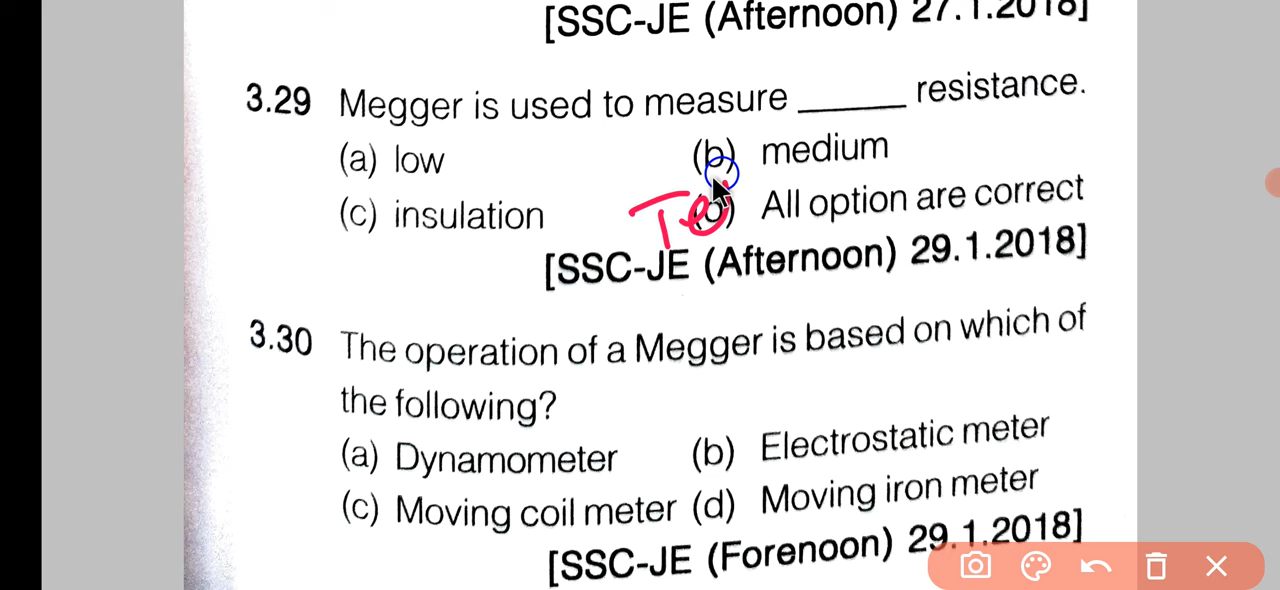 [SSC-JE (Afternoon) 27.1.2018]
3.29 Megger is used to measure ______ resistance.
(a) low (b) medium
(c) insulation (d) All option are correct
Te
[SSC-JE (Afternoon) 29.1.2018]
3.30 The operation of a Megger is based on which of
the following?
(a) Dynamometer (b) Electrostatic meter
(c) Moving coil meter (d) Moving iron meter
[SSC-JE (Forenoon) 29.1.2018]